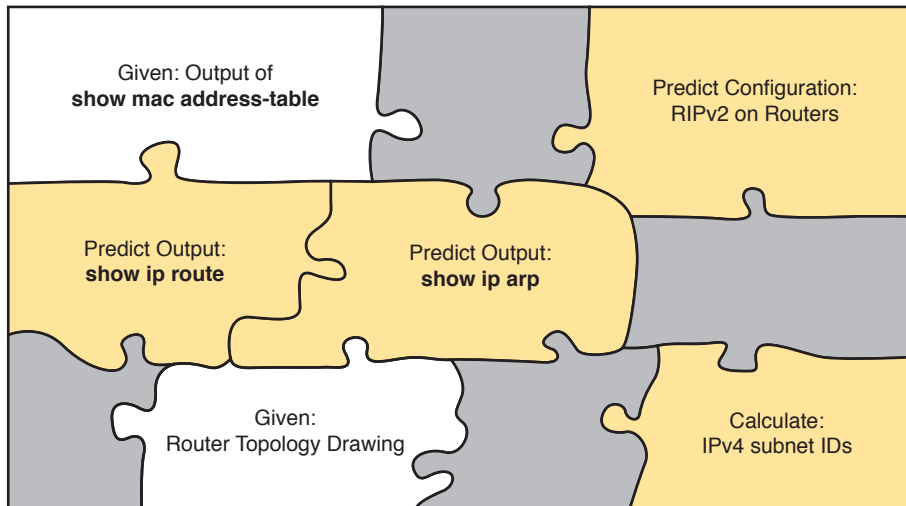 Given: Output of
show mac address-table
Predict Configuration:
RIPv2 on Routers
Predict Output:
show ip route
Predict Output:
show ip arp
Given:
Router Topology Drawing
Calculate:
IPv4 subnet IDs